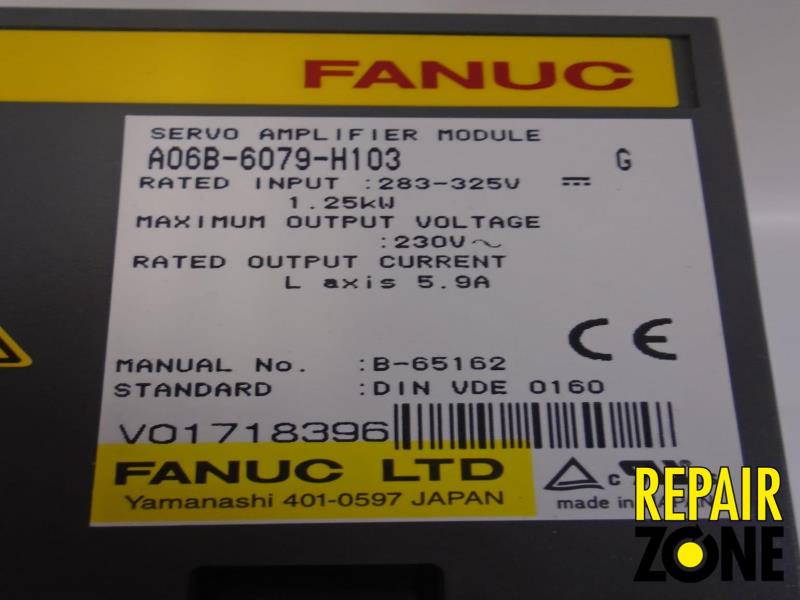 FANUC
SERVO AMPLIFIER MODULE
A06B-6079-H103 G
RATED INPUT :283-325V ⎓
1.25kW
MAXIMUM OUTPUT VOLTAGE
:230V～
RATED OUTPUT CURRENT
L axis 5.9A
CE
MANUAL No. :B-65162
STANDARD :DIN VDE 0160
V01718396
FANUC LTD
Yamanashi 401-0597 JAPAN
made in JAPAN
REPAIR
ZONE